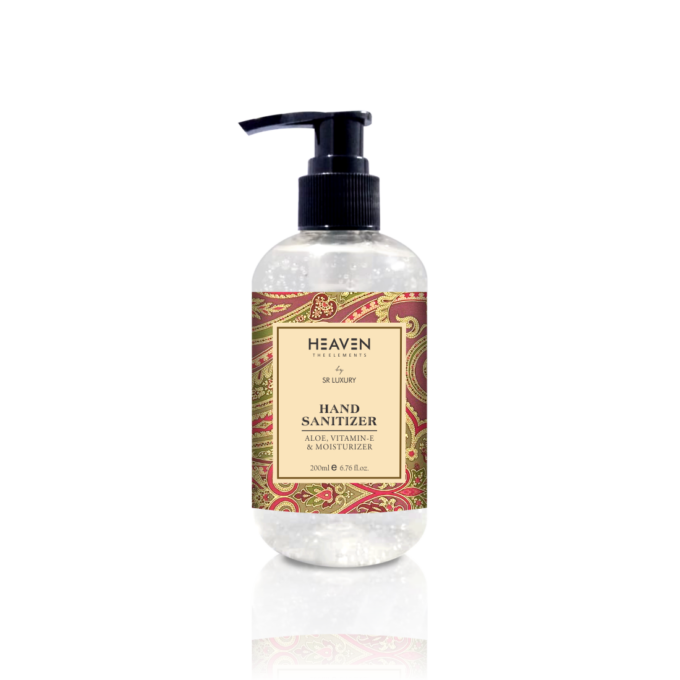 HEAVEN
THE ELEMENTS
by
SR LUXURY
HAND
SANITIZER
ALOE, VITAMIN-E
& MOISTURIZER
200ml e 6.76 fl.oz.